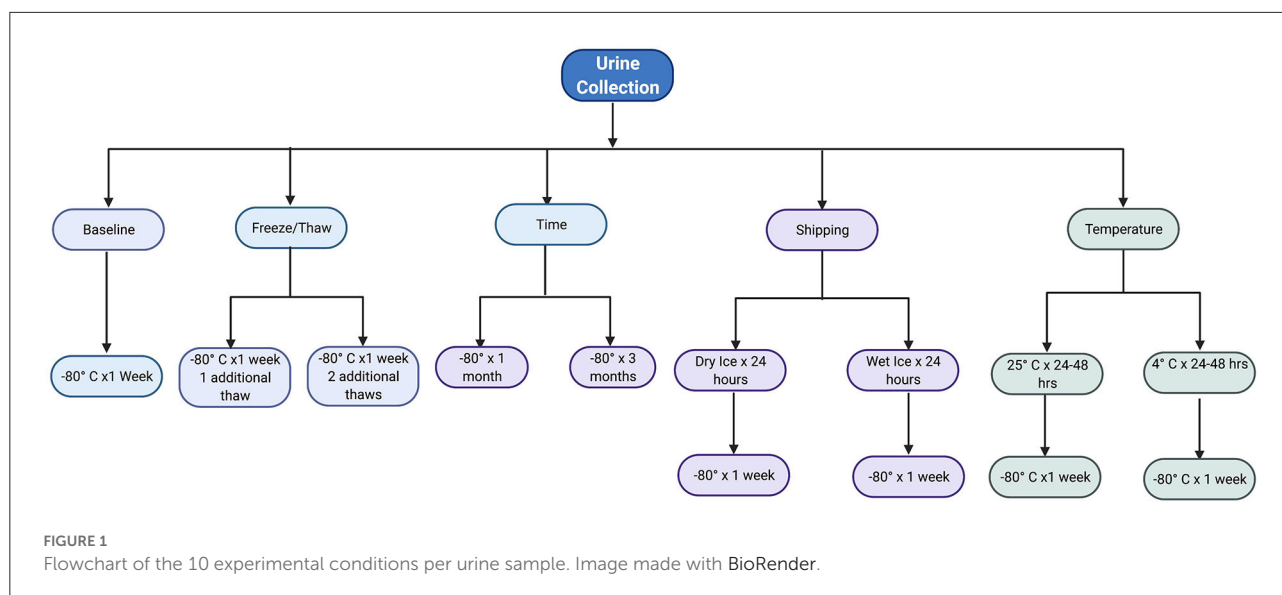 Urine
Collection
Baseline
Freeze/Thaw
Time
Shipping
Temperature
-80° C x1 Week
-80° C x1 week
1 additional
thaw
-80° C x1 week
2 additional
thaws
-80° x 1
month
-80° x 3
months
Dry Ice x 24
hours
Wet Ice x 24
hours
25° C x 24-48
hrs
4° C x 24-48 hrs
-80° x 1 week
-80° x 1 week
-80° C x1 week
-80° C x 1 week
FIGURE 1
Flowchart of the 10 experimental conditions per urine sample. Image made with BioRender.